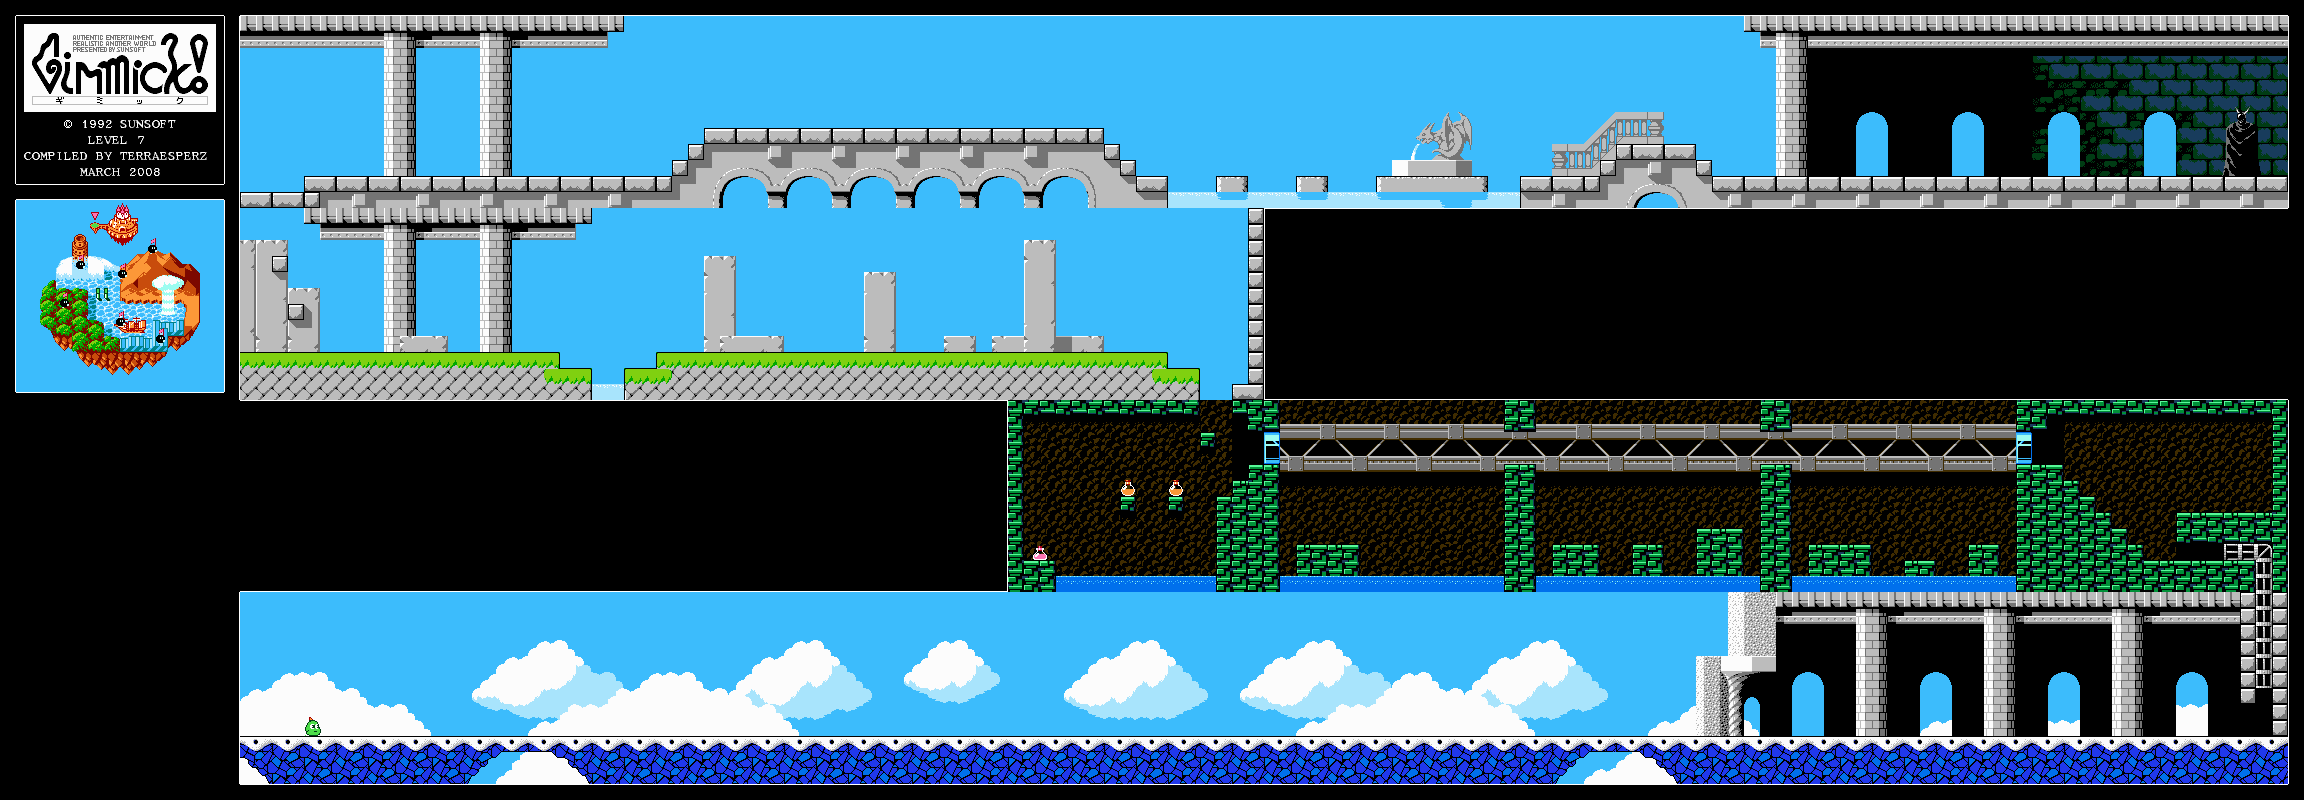 AUTHENTIC ENTERTAINMENT
REALISTIC ANOTHER WORLD
PRESENTED BY SUNSOFT
Gimmick!
ギミック
© 1992 SUNSOFT
LEVEL 7
COMPILED BY TERRAESPERZ
MARCH 2008